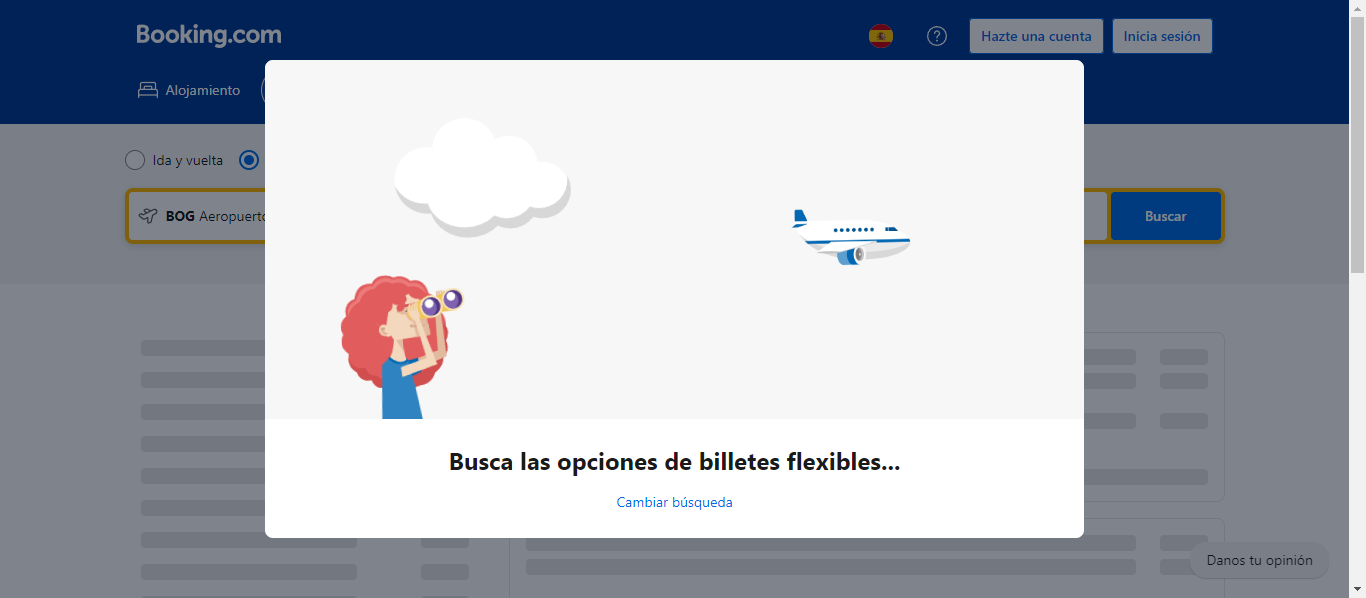 Booking.com
Hazte una cuenta
Inicia sesión
Alojamiento
Ida y vuelta
BOG Aeropuerto
Buscar
Busca las opciones de billetes flexibles...
Cambiar búsqueda
Danos tu opinión